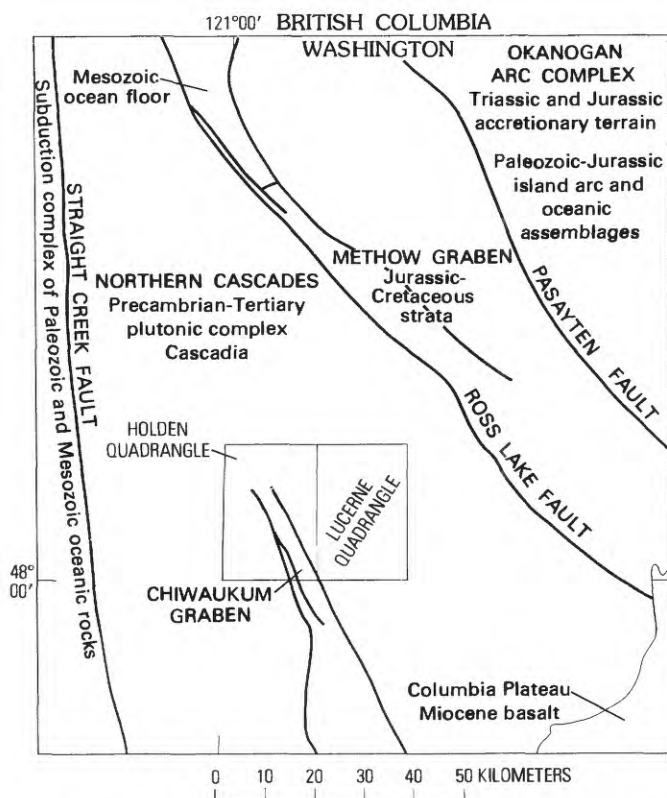 121°00' BRITISH COLUMBIA
WASHINGTON
Mesozoic
ocean floor
OKANOGAN
ARC COMPLEX
Triassic and Jurassic
accretionary terrain
Paleozoic-Jurassic
island arc and
oceanic
assemblages
Subduction complex of Paleozoic and Mesozoic oceanic rocks
STRAIGHT CREEK FAULT
NORTHERN CASCADES
Precambrian-Tertiary
plutonic complex
Cascadia
METHOW GRABEN
Jurassic-
Cretaceous
strata
PASAYTEN FAULT
ROSS LAKE FAULT
HOLDEN
QUADRANGLE
LUCERNE
QUADRANGLE
48°
00'
CHIWAUKUM
GRABEN
Columbia Plateau
Miocene basalt
0 10 20 30 40 50 KILOMETERS